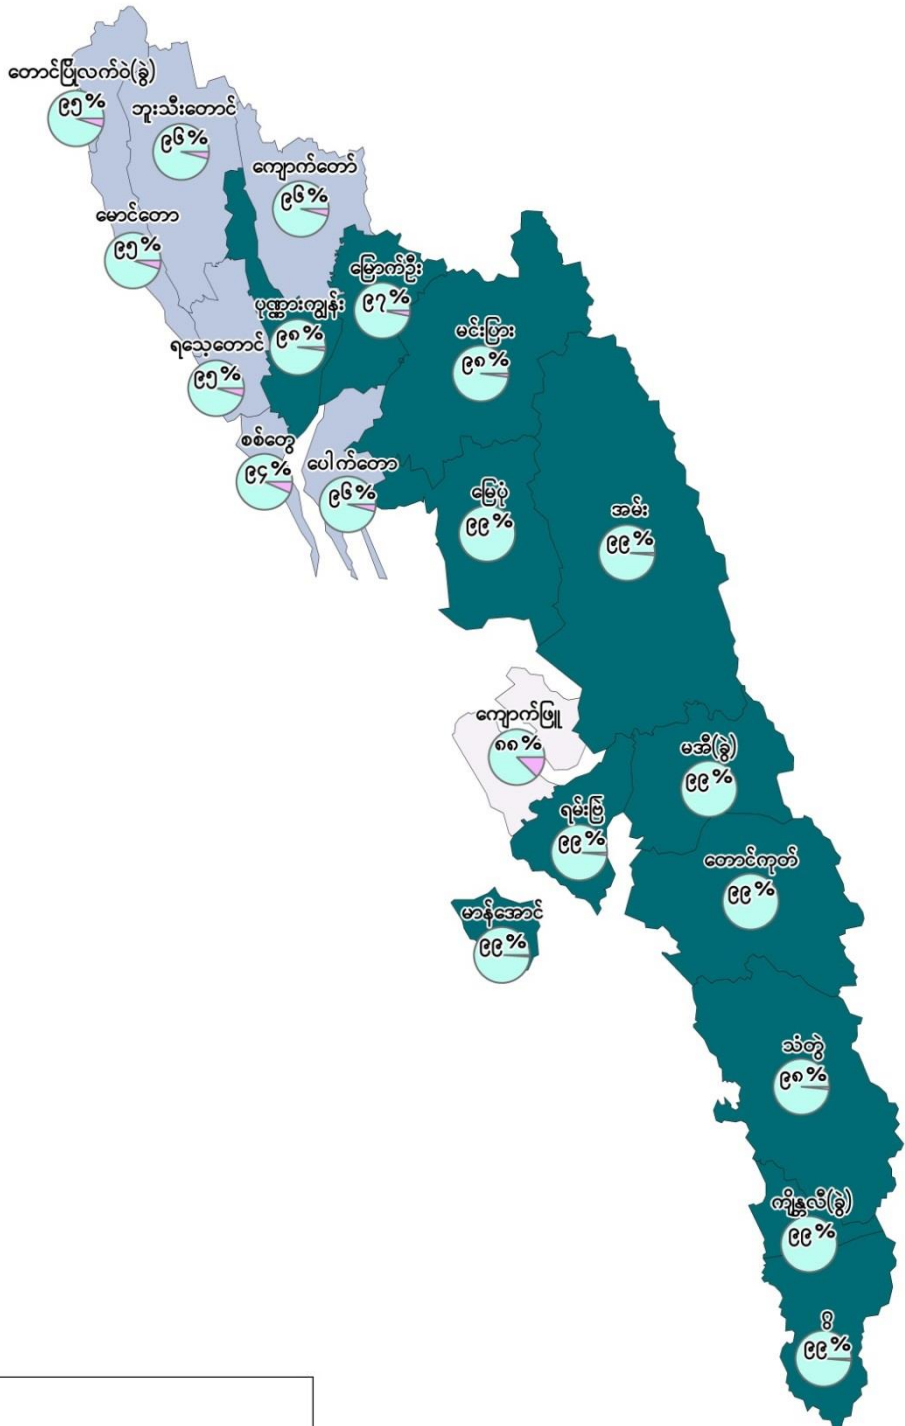 တောင်ပြိုလက်ဝဲ(ခွဲ)
၉၅%
ဘူးသီးတောင်
၉၆%
ကျောက်တော်
၉၆%
မောင်တော
၉၅%
မြောက်ဦး
၉၇%
ပုဏ္ဏားကျွန်း
၉၈%
မင်းပြား
၉၈%
ရသေ့တောင်
၉၅%
စစ်တွေ
၉၄%
ပေါက်တော
၉၆%
မြေပုံ
၉၉%
အမ်း
၉၉%
ကျောက်ဖြူ
၈၈%
မအီ(ခွဲ)
၉၉%
ရမ်းဗြဲ
၉၉%
တောင်ကုတ်
၉၉%
မာန်အောင်
၉၉%
သံတွဲ
၉၈%
ကျိန္တလီ(ခွဲ)
၉၉%
ဂွ
၉၉%